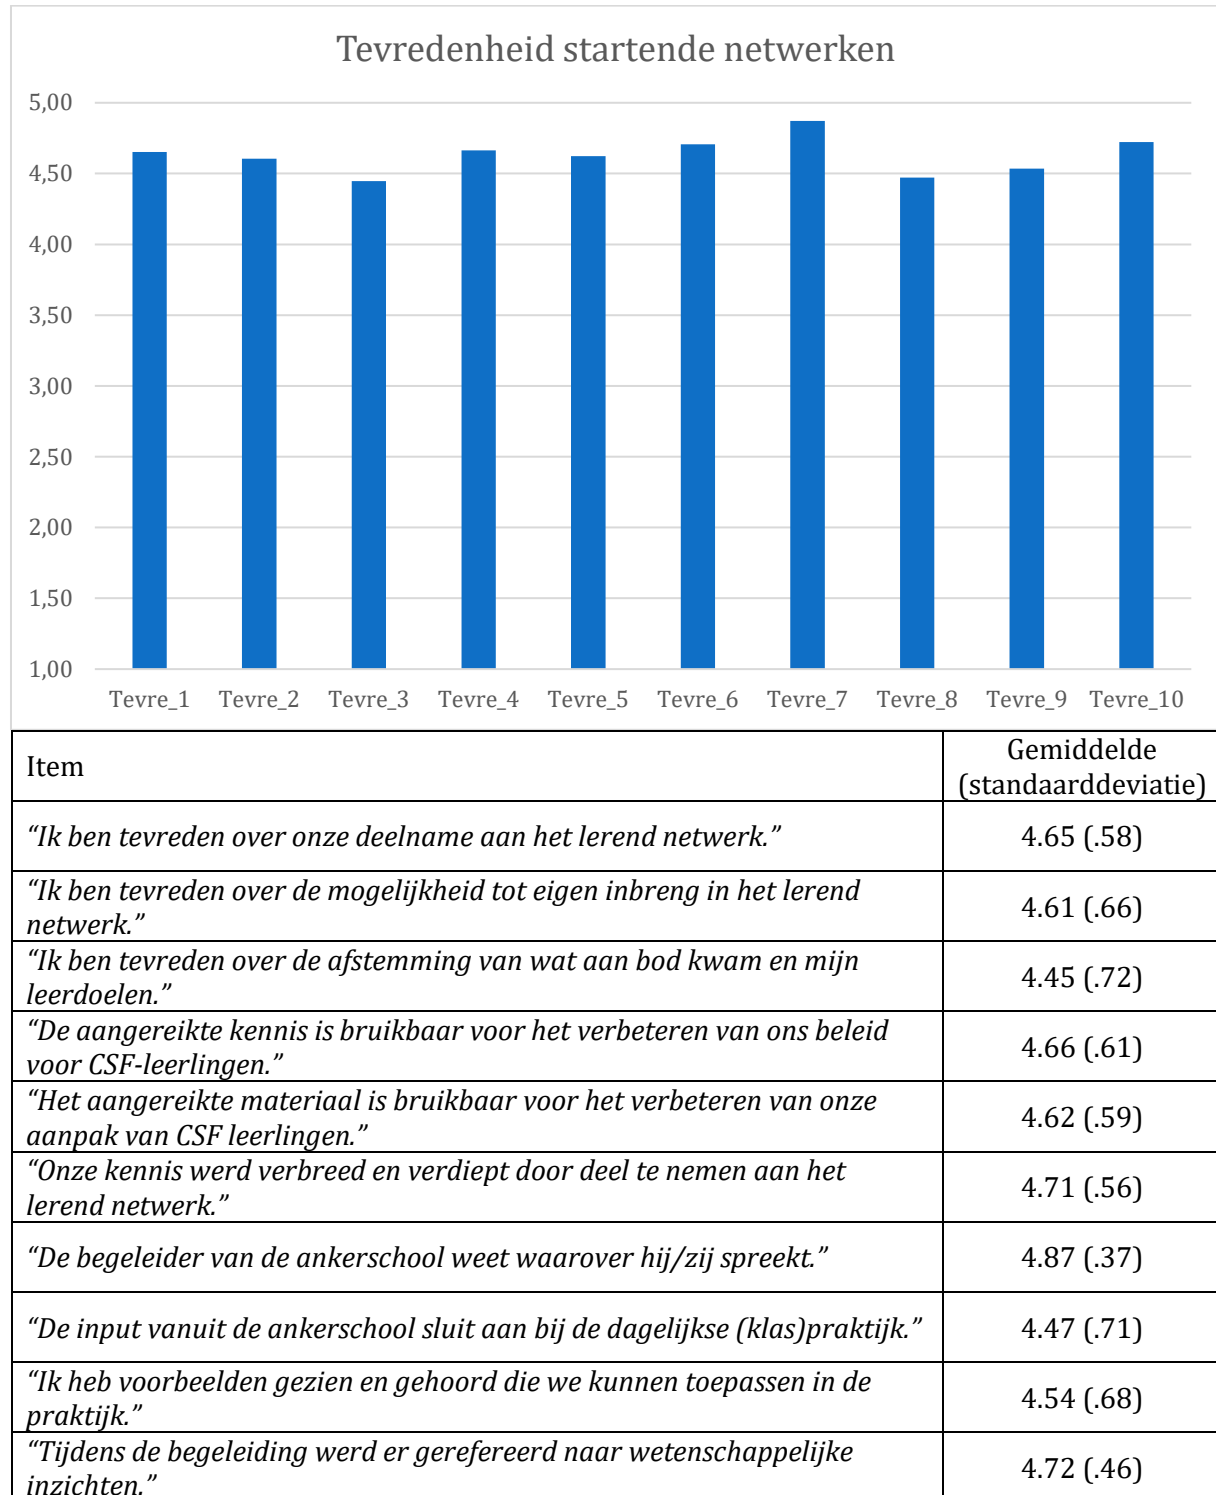 Tevredenheid startende netwerken
5,00
4,50
4,00
3,50
3,00
2,50
2,00
1,50
1,00
Tevre_1 Tevre_2 Tevre_3 Tevre_4 Tevre_5 Tevre_6 Tevre_7 Tevre_8 Tevre_9 Tevre_10
Item
Gemiddelde
(standaarddeviatie)
“Ik ben tevreden over onze deelname aan het lerend netwerk.”
4.65 (.58)
“Ik ben tevreden over de mogelijkheid tot eigen inbreng in het lerend
netwerk.”
4.61 (.66)
“Ik ben tevreden over de afstemming van wat aan bod kwam en mijn
leerdoelen.”
4.45 (.72)
“De aangereikte kennis is bruikbaar voor het verbeteren van ons beleid
voor CSF-leerlingen.”
4.66 (.61)
“Het aangereikte materiaal is bruikbaar voor het verbeteren van onze
aanpak van CSF leerlingen.”
4.62 (.59)
“Onze kennis werd verbreed en verdiept door deel te nemen aan het
lerend netwerk.”
4.71 (.56)
“De begeleider van de ankerschool weet waarover hij/zij spreekt.”
4.87 (.37)
“De input vanuit de ankerschool sluit aan bij de dagelijkse (klas)praktijk.”
4.47 (.71)
“Ik heb voorbeelden gezien en gehoord die we kunnen toepassen in de
praktijk.”
4.54 (.68)
“Tijdens de begeleiding werd er gerefereerd naar wetenschappelijke
inzichten.”
4.72 (.46)